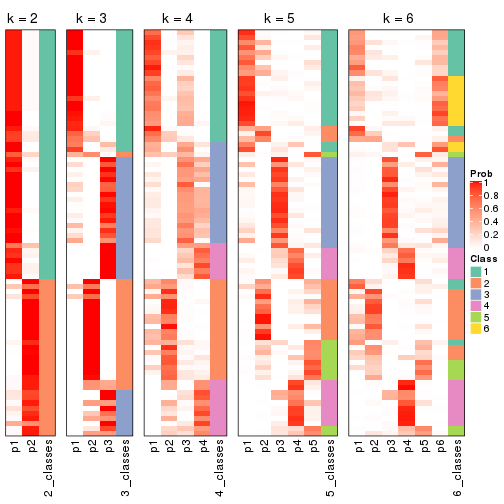 k = 2
k = 3
k = 4
k = 5
k = 6
Prob
1
0.8
0.6
0.4
0.2
0
Class
1
2
3
4
5
6
p1
p2
2_classes
p1
p2
p3
3_classes
p1
p2
p3
p4
4_classes
p1
p2
p3
p4
p5
5_classes
p1
p2
p3
p4
p5
p6
6_classes